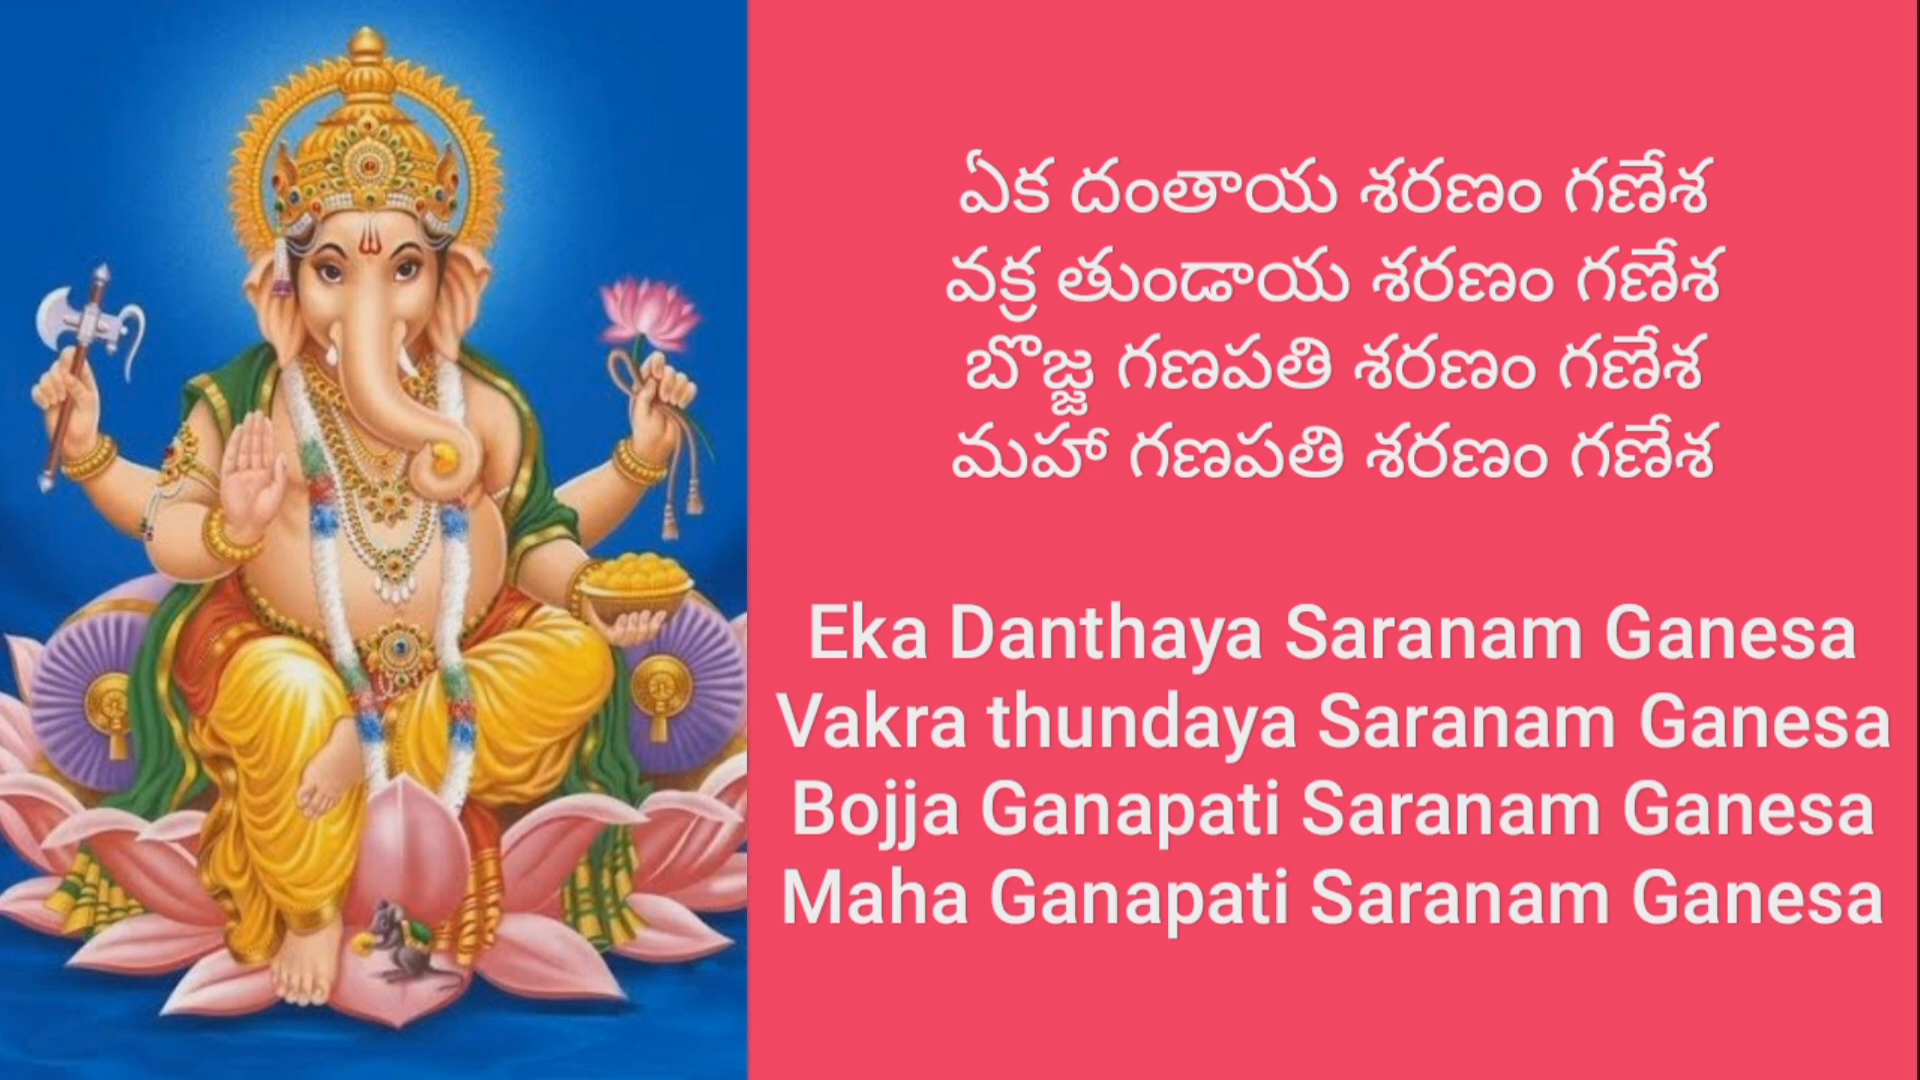 ఏక దంతాయ శరణం గణేశ
వక్ర తుండాయ శరణం గణేశ
బొజ్జ గణపతి శరణం గణేశ
మహా గణపతి శరణం గణేశ
Eka Danthaya Saranam Ganesa
Vakra thundaya Saranam Ganesa
Bojja Ganapati Saranam Ganesa
Maha Ganapati Saranam Ganesa